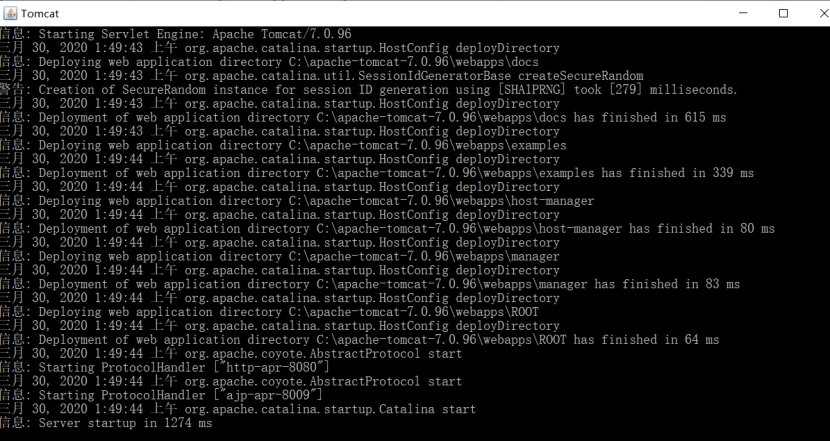 Tomcat
信息: Starting Servlet Engine: Apache Tomcat/7.0.96
三月 30, 2020 1:49:43 上午 org.apache.catalina.startup.HostConfig deployDirectory
信息: Deploying web application directory C:\apache-tomcat-7.0.96\webapps\docs
三月 30, 2020 1:49:43 上午 org.apache.catalina.util.SessionIdGeneratorBase createSecureRandom
警告: Creation of SecureRandom instance for session ID generation using [SHA1PRNG] took [279] milliseconds.
三月 30, 2020 1:49:43 上午 org.apache.catalina.startup.HostConfig deployDirectory
信息: Deployment of web application directory C:\apache-tomcat-7.0.96\webapps\docs has finished in 615 ms
三月 30, 2020 1:49:43 上午 org.apache.catalina.startup.HostConfig deployDirectory
信息: Deploying web application directory C:\apache-tomcat-7.0.96\webapps\examples
三月 30, 2020 1:49:44 上午 org.apache.catalina.startup.HostConfig deployDirectory
信息: Deployment of web application directory C:\apache-tomcat-7.0.96\webapps\examples has finished in 339 ms
三月 30, 2020 1:49:44 上午 org.apache.catalina.startup.HostConfig deployDirectory
信息: Deploying web application directory C:\apache-tomcat-7.0.96\webapps\host-manager
三月 30, 2020 1:49:44 上午 org.apache.catalina.startup.HostConfig deployDirectory
信息: Deployment of web application directory C:\apache-tomcat-7.0.96\webapps\host-manager has finished in 80 ms
三月 30, 2020 1:49:44 上午 org.apache.catalina.startup.HostConfig deployDirectory
信息: Deploying web application directory C:\apache-tomcat-7.0.96\webapps\manager
三月 30, 2020 1:49:44 上午 org.apache.catalina.startup.HostConfig deployDirectory
信息: Deployment of web application directory C:\apache-tomcat-7.0.96\webapps\manager has finished in 83 ms
三月 30, 2020 1:49:44 上午 org.apache.catalina.startup.HostConfig deployDirectory
信息: Deploying web application directory C:\apache-tomcat-7.0.96\webapps\ROOT
三月 30, 2020 1:49:44 上午 org.apache.catalina.startup.HostConfig deployDirectory
信息: Deployment of web application directory C:\apache-tomcat-7.0.96\webapps\ROOT has finished in 64 ms
三月 30, 2020 1:49:44 上午 org.apache.coyote.AbstractProtocol start
信息: Starting ProtocolHandler ["http-apr-8080"]
三月 30, 2020 1:49:44 上午 org.apache.coyote.AbstractProtocol start
信息: Starting ProtocolHandler ["ajp-apr-8009"]
三月 30, 2020 1:49:44 上午 org.apache.catalina.startup.Catalina start
信息: Server startup in 1274 ms